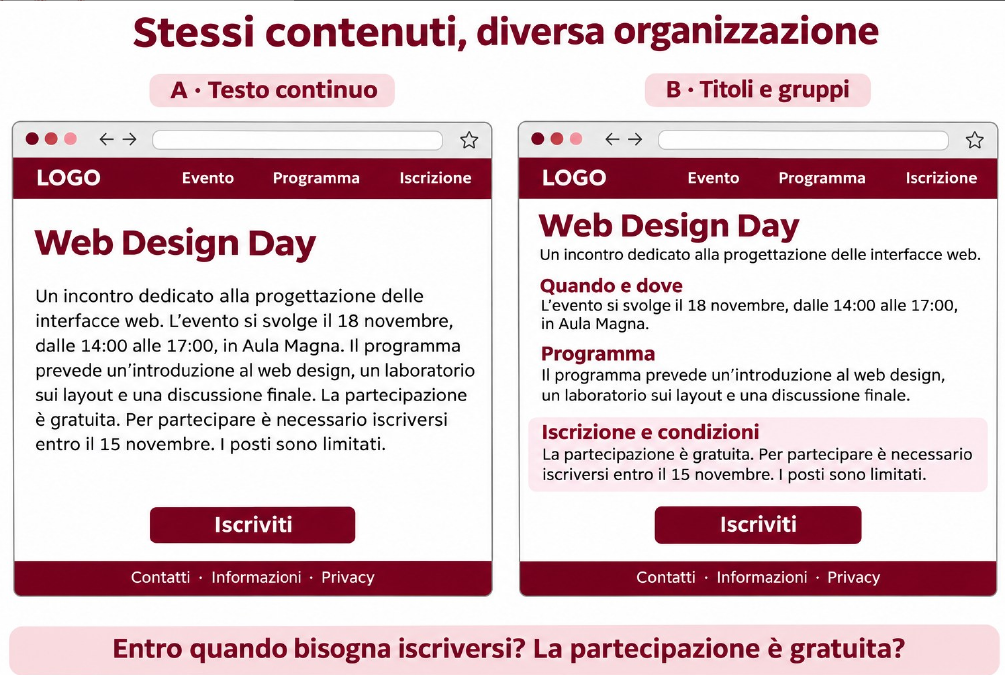 Stessi contenuti, diversa organizzazione
A · Testo continuo
LOGO
Evento
Programma
Iscrizione
Web Design Day
Un incontro dedicato alla progettazione delle
interfacce web. L’evento si svolge il 18 novembre,
dalle 14:00 alle 17:00, in Aula Magna. Il programma
prevede un’introduzione al web design, un laboratorio
sui layout e una discussione finale. La partecipazione
è gratuita. Per partecipare è necessario iscriversi
entro il 15 novembre. I posti sono limitati.
Iscriviti
Contatti · Informazioni · Privacy
B · Titoli e gruppi
LOGO
Evento
Programma
Iscrizione
Web Design Day
Un incontro dedicato alla progettazione delle interfacce web.
Quando e dove
L’evento si svolge il 18 novembre, dalle 14:00 alle 17:00,
in Aula Magna.
Programma
Il programma prevede un’introduzione al web design,
un laboratorio sui layout e una discussione finale.
Iscrizione e condizioni
La partecipazione è gratuita. Per partecipare è necessario
iscriversi entro il 15 novembre. I posti sono limitati.
Iscriviti
Contatti · Informazioni · Privacy
Entro quando bisogna iscriversi? La partecipazione è gratuita?